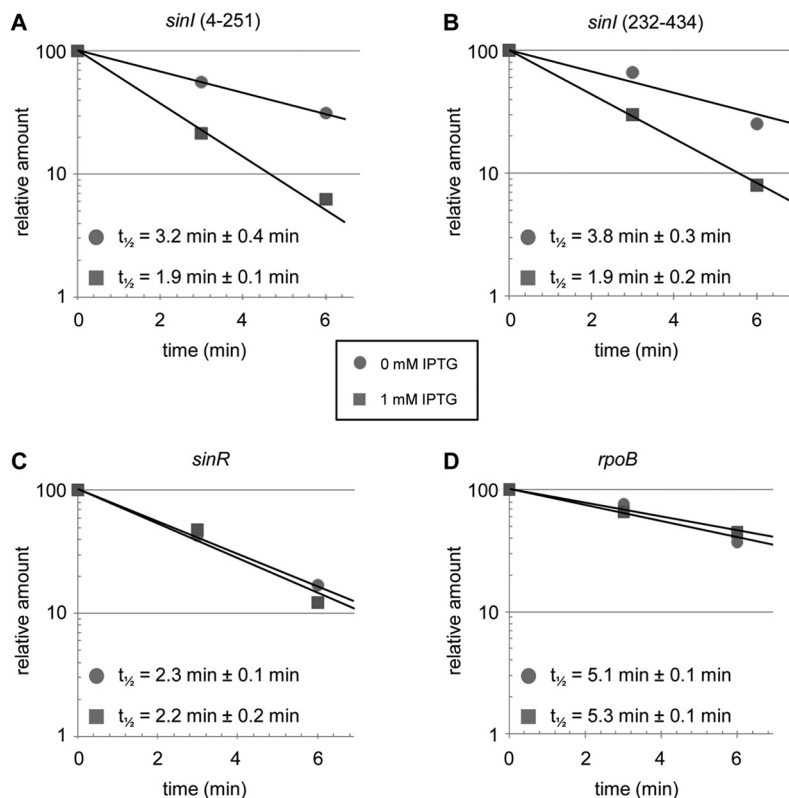 A
sinI (4-251)
100
10
1
relative amount
t½ = 3.2 min ± 0.4 min
t½ = 1.9 min ± 0.1 min
0 2 4 6
time (min)
B
sinI (232-434)
100
10
1
relative amount
t½ = 3.8 min ± 0.3 min
t½ = 1.9 min ± 0.2 min
0 2 4 6
time (min)
0 mM IPTG
1 mM IPTG
C
sinR
100
10
1
relative amount
t½ = 2.3 min ± 0.1 min
t½ = 2.2 min ± 0.2 min
0 2 4 6
time (min)
D
rpoB
100
10
1
relative amount
t½ = 5.1 min ± 0.1 min
t½ = 5.3 min ± 0.1 min
0 2 4 6
time (min)